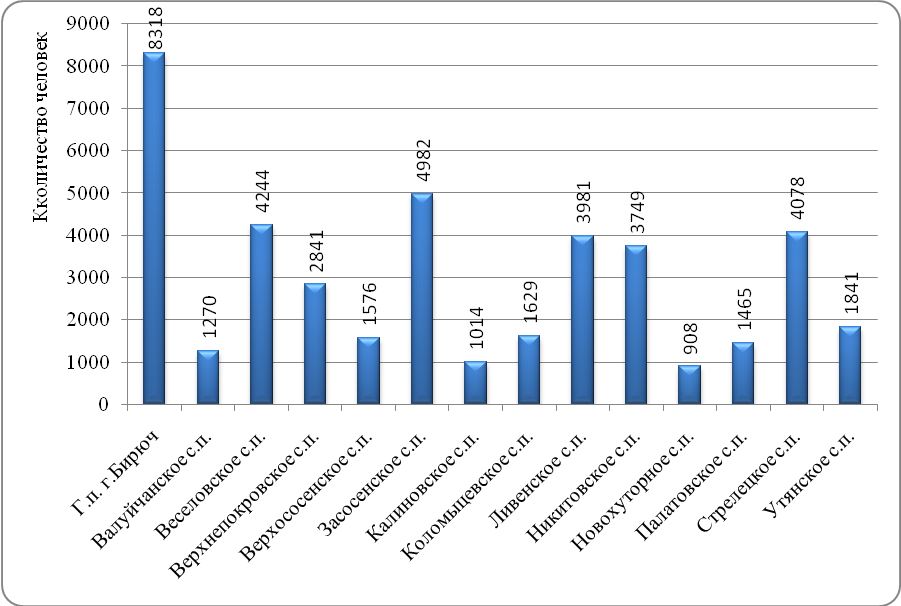 Ккколичество человек
9000
8000
7000
6000
5000
4000
3000
2000
1000
0
8318
1270
4244
2841
1576
4982
1014
1629
3981
3749
908
1465
4078
1841
Г.п. г.Бирюч
Валуйчанское с.п.
Веселовское с.п.
Верхнепокровское с.п.
Верхососенское с.п.
Засосенское с.п.
Калиновское с.п.
Коломыцевское с.п.
Ливенское с.п.
Никитовское с.п.
Новохуторное с.п.
Палатовское с.п.
Стрелецкое с.п.
Утянское с.п.